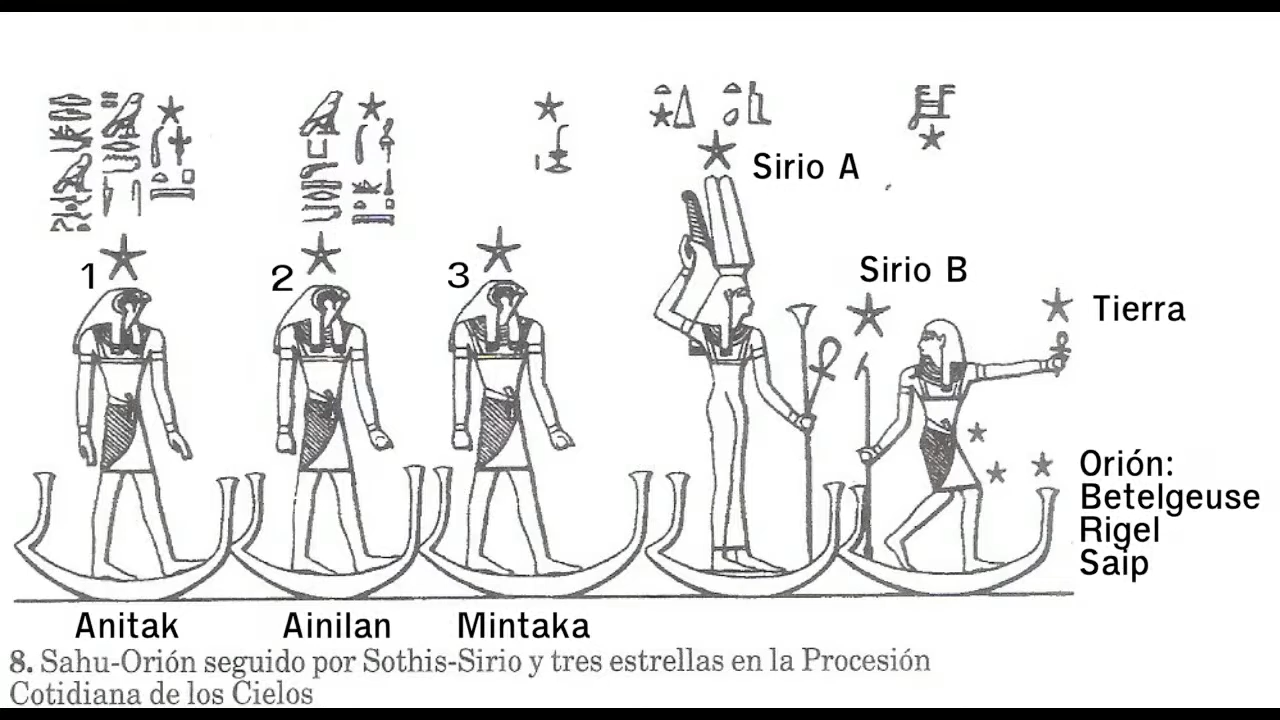 Sirio A
Sirio B
Tierra
1
2
3
Orión:
Betelgeuse
Rigel
Saip
Anitak
Ainilan
Mintaka
8. Sahu-Orión seguido por Sothis-Sirio y tres estrellas en la Procesión
Cotidiana de los Cielos